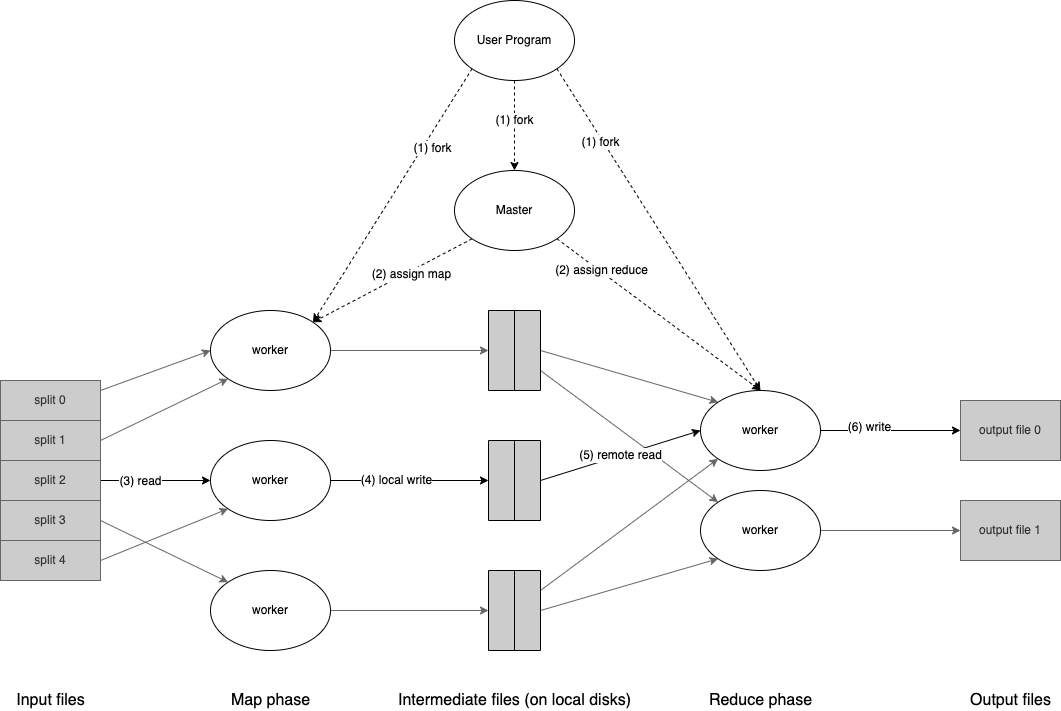 User Program
(1) fork
(1) fork
(1) fork
Master
(2) assign map
(2) assign reduce
worker
split 0
split 1
split 2
split 3
split 4
(3) read
worker
(4) local write
worker
(5) remote read
worker
(6) write
output file 0
worker
output file 1
Input files
Map phase
Intermediate files (on local disks)
Reduce phase
Output files